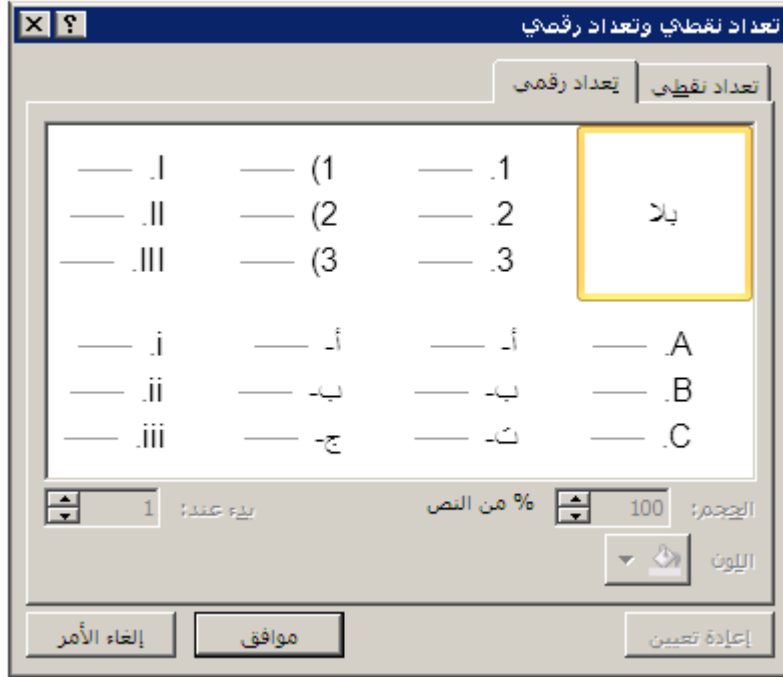 تعداد نقطي وتعداد رقمي
تعداد نقطي تعداد رقمي
بلا
1. 1) I.
2. 2) II.
3. 3) III.
A. أ- أ- i.
B. ب- ب- ii.
C. ت- ج- iii.
الحجم: 100 % من النص بدء عند: 1
اللون
إعادة تعيين موافق إلغاء الأمر